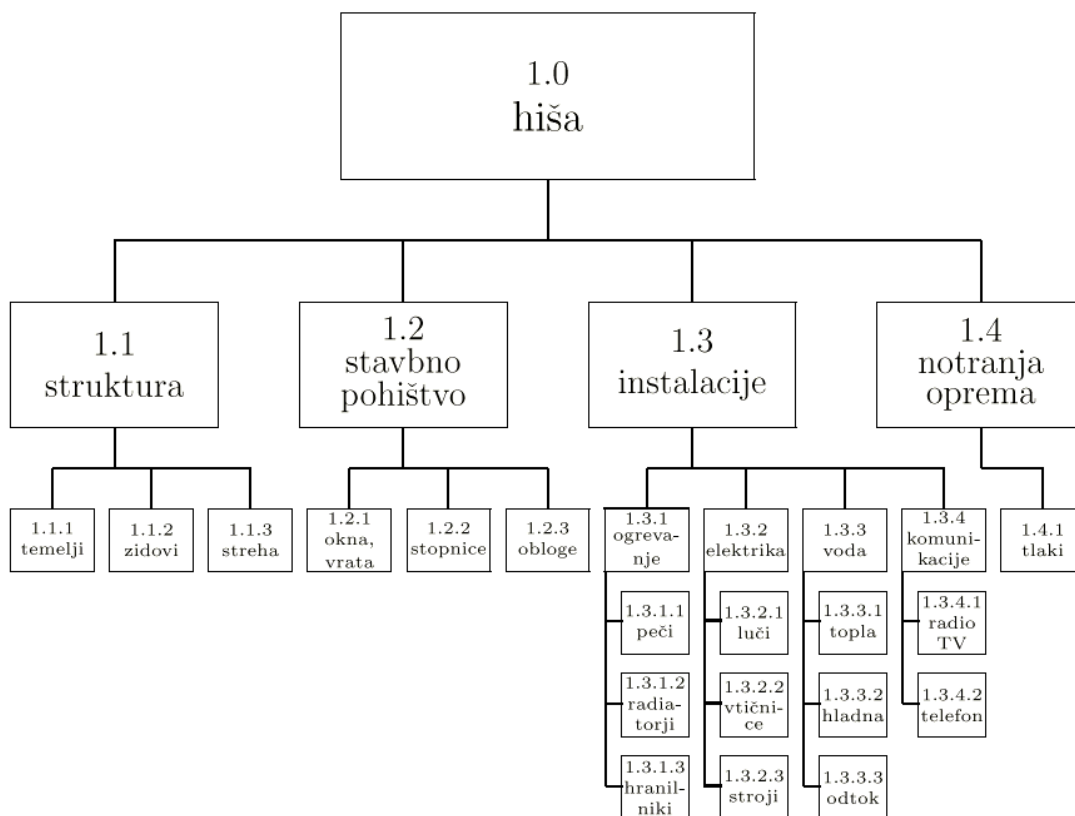 1.0
hiša
1.1
struktura
1.2
stavbno
pohištvo
1.3
instalacije
1.4
notranja
oprema
1.1.1
temelji
1.1.2
zidovi
1.1.3
streha
1.2.1
okna,
vrata
1.2.2
stopnice
1.2.3
obloge
1.3.1
ogreva-
nje
1.3.2
elektrika
1.3.3
voda
1.3.4
komuni-
kacije
1.4.1
tlaki
1.3.1.1
peči
1.3.2.1
luči
1.3.3.1
topla
1.3.4.1
radio
TV
1.3.1.2
radia-
torji
1.3.2.2
vtični-
ce
1.3.3.2
hladna
1.3.4.2
telefon
1.3.1.3
hranil-
niki
1.3.2.3
stroji
1.3.3.3
odtok